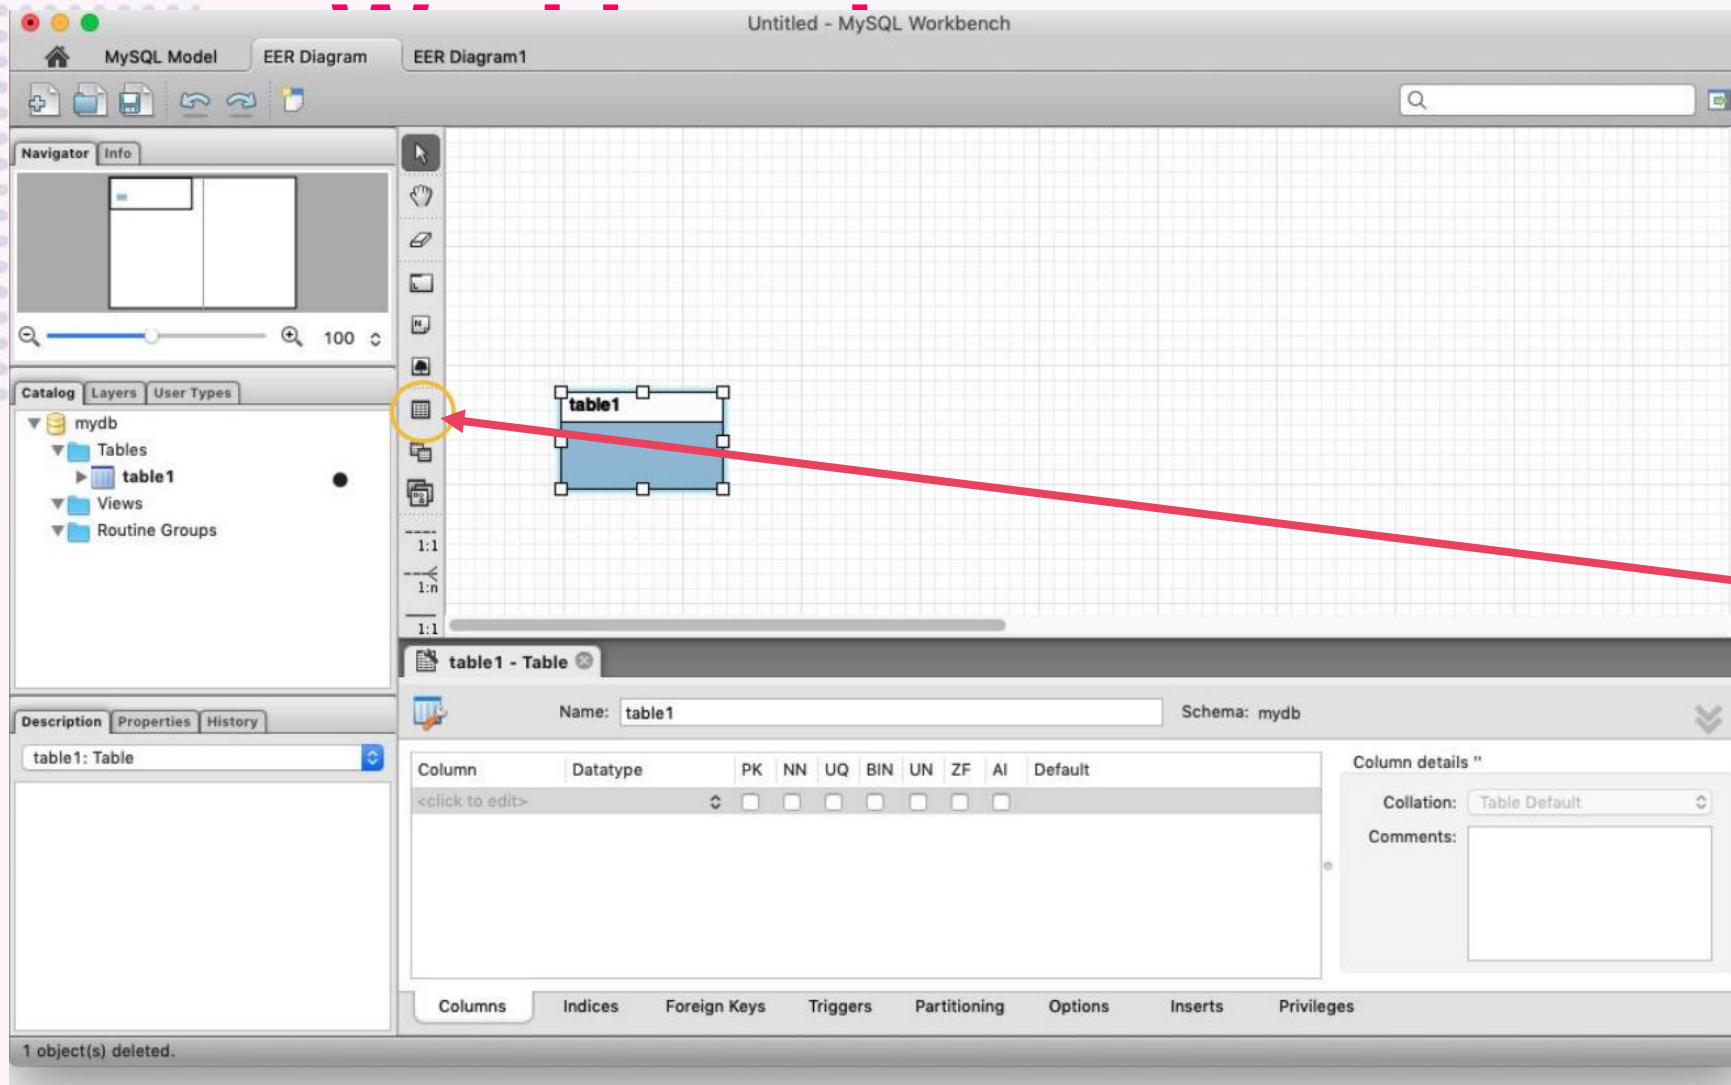 Untitled - MySQL Workbench
MySQL Model
EER Diagram
EER Diagram1
Navigator
Info
100
Catalog
Layers
User Types
mydb
Tables
table1
Views
Routine Groups
1:1
1:n
1:1
table1
table1 - Table
Name: table1
Schema: mydb
Description
Properties
History
table1: Table
Column Datatype PK NN UQ BIN UN ZF AI Default
<click to edit>
Column details ''
Collation: Table Default
Comments:
Columns
Indices
Foreign Keys
Triggers
Partitioning
Options
Inserts
Privileges
1 object(s) deleted.